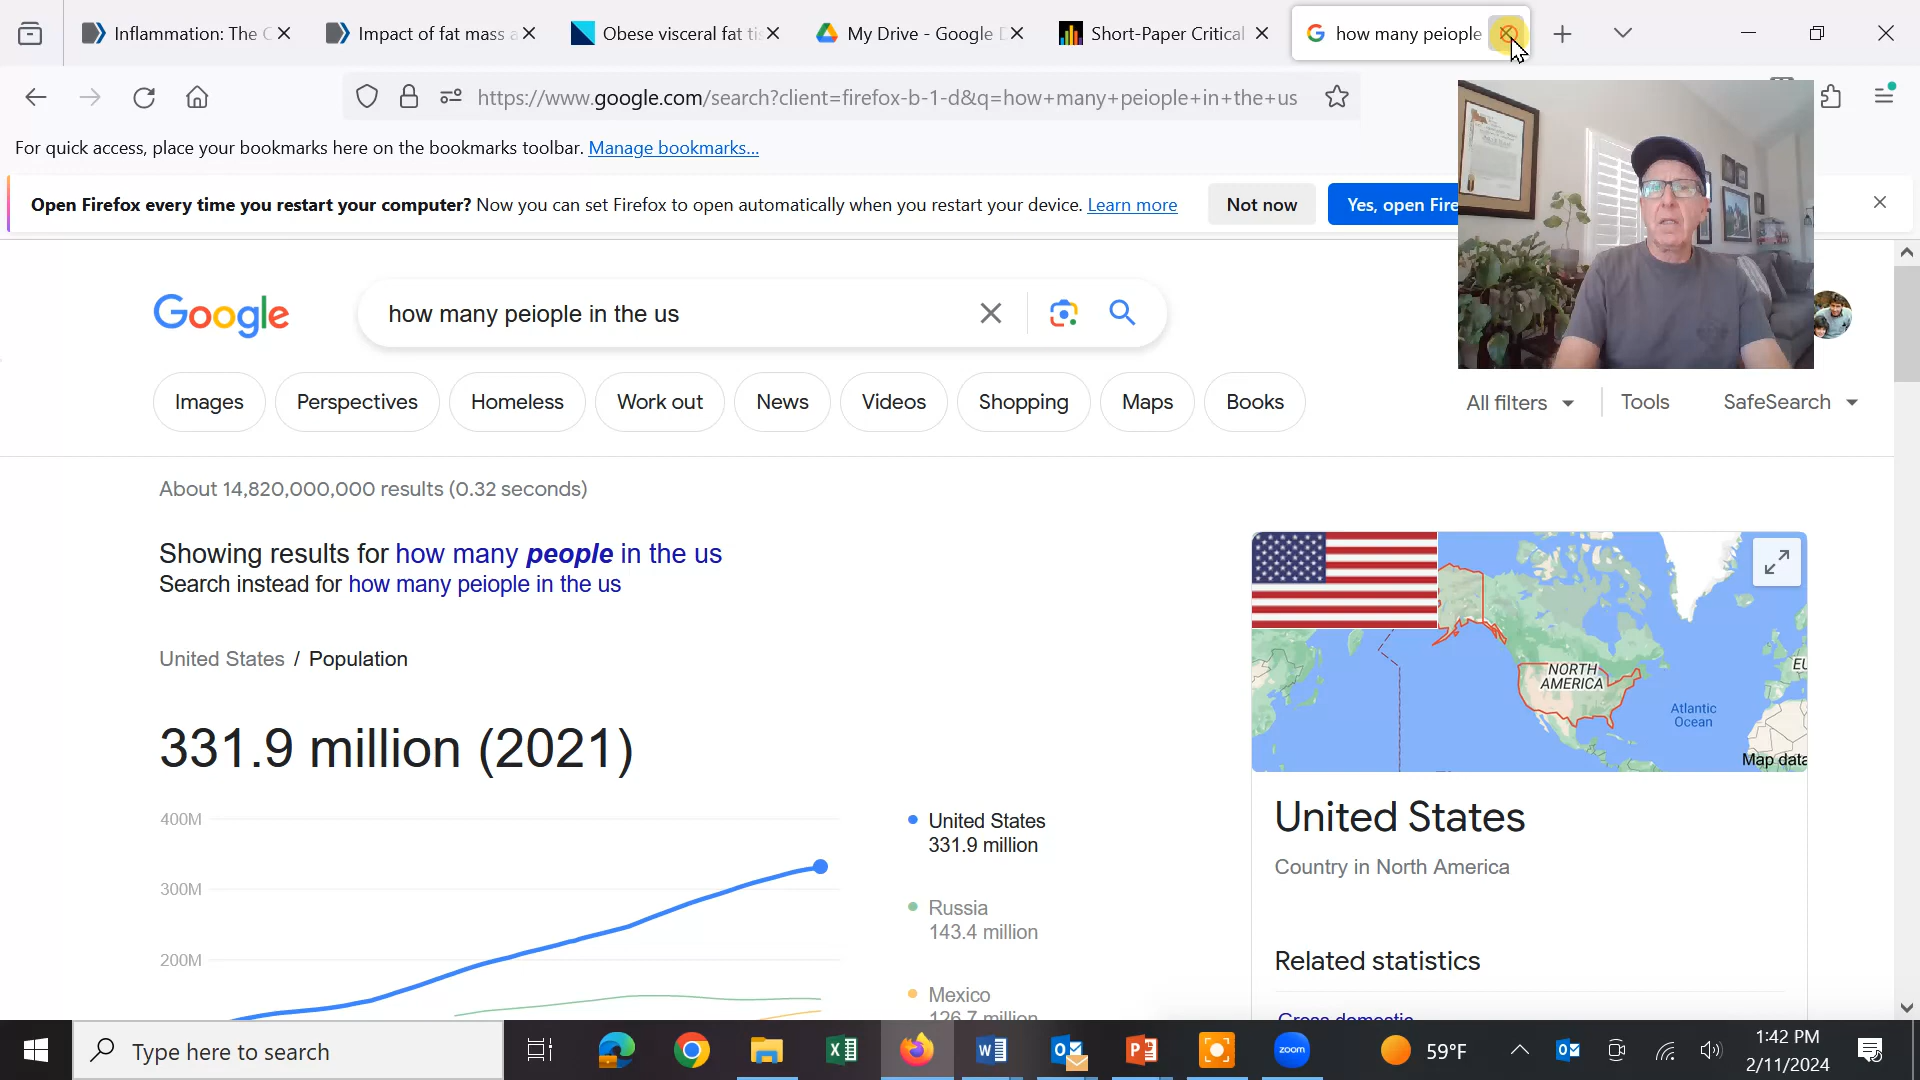 Inflammation: The C
Impact of fat mass a
Obese visceral fat tis
My Drive - Google D
Short-Paper Critical
how many peiople
https://www.google.com/search?client=firefox-b-1-d&q=how+many+peiople+in+the+us
For quick access, place your bookmarks here on the bookmarks toolbar. Manage bookmarks...
Open Firefox every time you restart your computer? Now you can set Firefox to open automatically when you restart your device. Learn more
Not now
Yes, open Fire
Google
how many peiople in the us
Images
Perspectives
Homeless
Work out
News
Videos
Shopping
Maps
Books
All filters
Tools
SafeSearch
About 14,820,000,000 results (0.32 seconds)
Showing results for how many people in the us
Search instead for how many peiople in the us
United States / Population
331.9 million (2021)
400M
300M
200M
United States
331.9 million
Russia
143.4 million
Mexico
126.7 million
NORTH
AMERICA
EU
Atlantic
Ocean
Map data
United States
Country in North America
Related statistics
Gross domestic
Type here to search
zoom
59°F
1:42 PM
2/11/2024